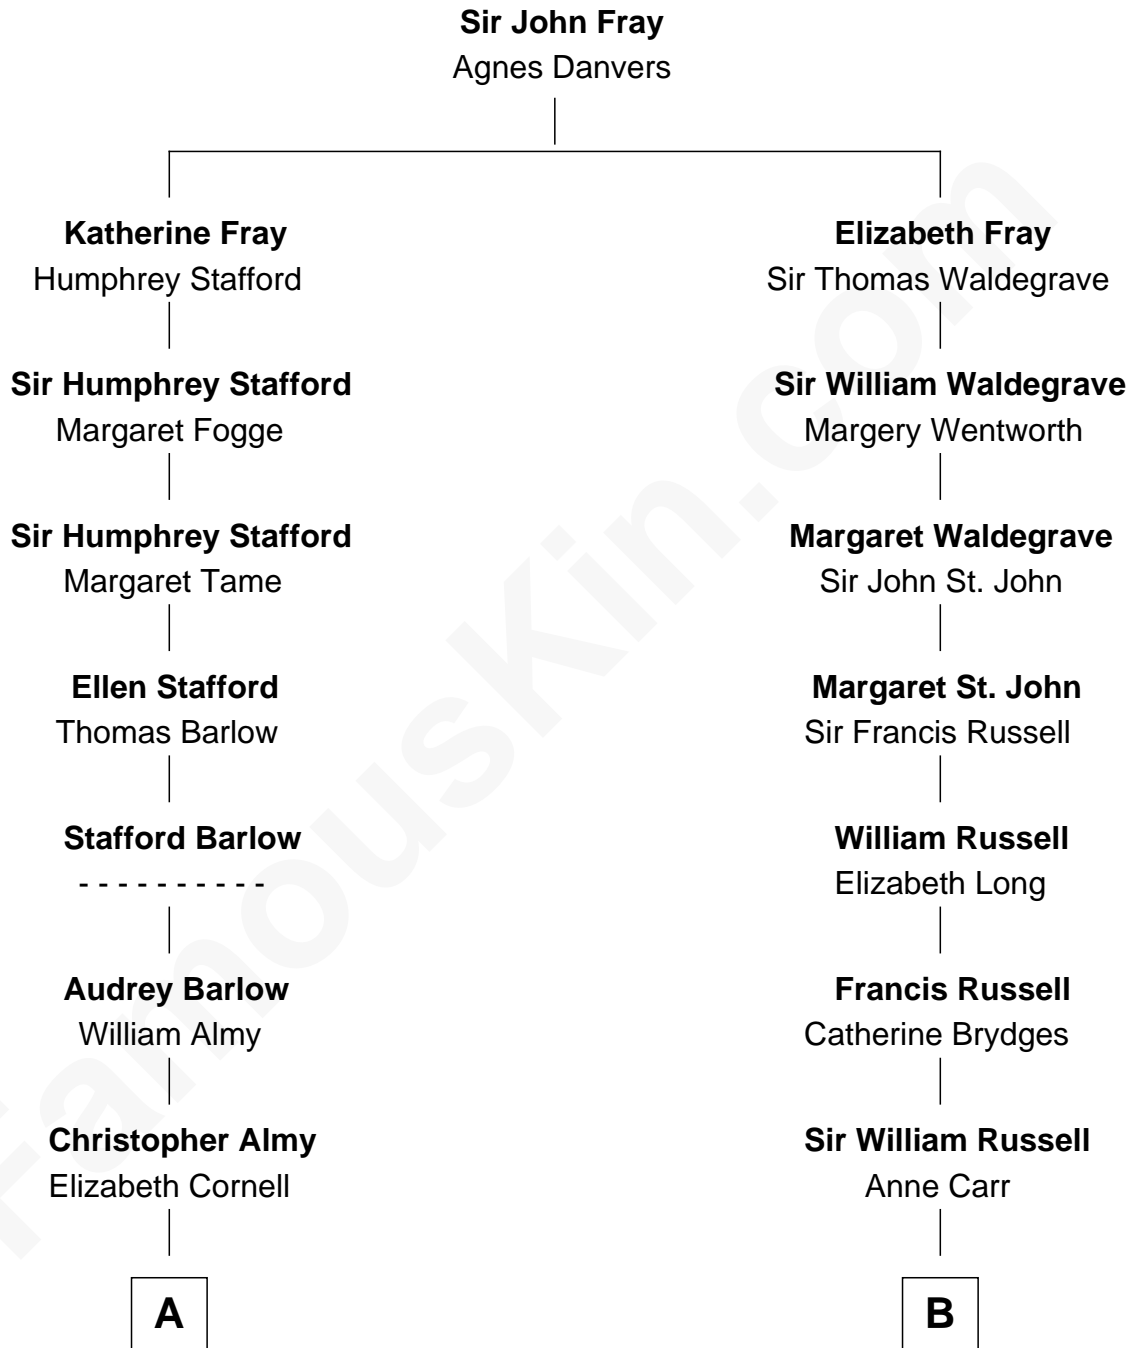 Sir John Fray
Agnes Danvers
Katherine Fray
Humphrey Stafford
Elizabeth Fray
Sir Thomas Waldegrave
Sir Humphrey Stafford
Margaret Fogge
Sir William Waldegrave
Margery Wentworth
Sir Humphrey Stafford
Margaret Tame
Margaret Waldegrave
Sir John St. John
Ellen Stafford
Thomas Barlow
Margaret St. John
Sir Francis Russell
Stafford Barlow
- - - - - - - - - -
William Russell
Elizabeth Long
Audrey Barlow
William Almy
Francis Russell
Catherine Brydges
Christopher Almy
Elizabeth Cornell
Sir William Russell
Anne Carr
A
B
FamousKin.com